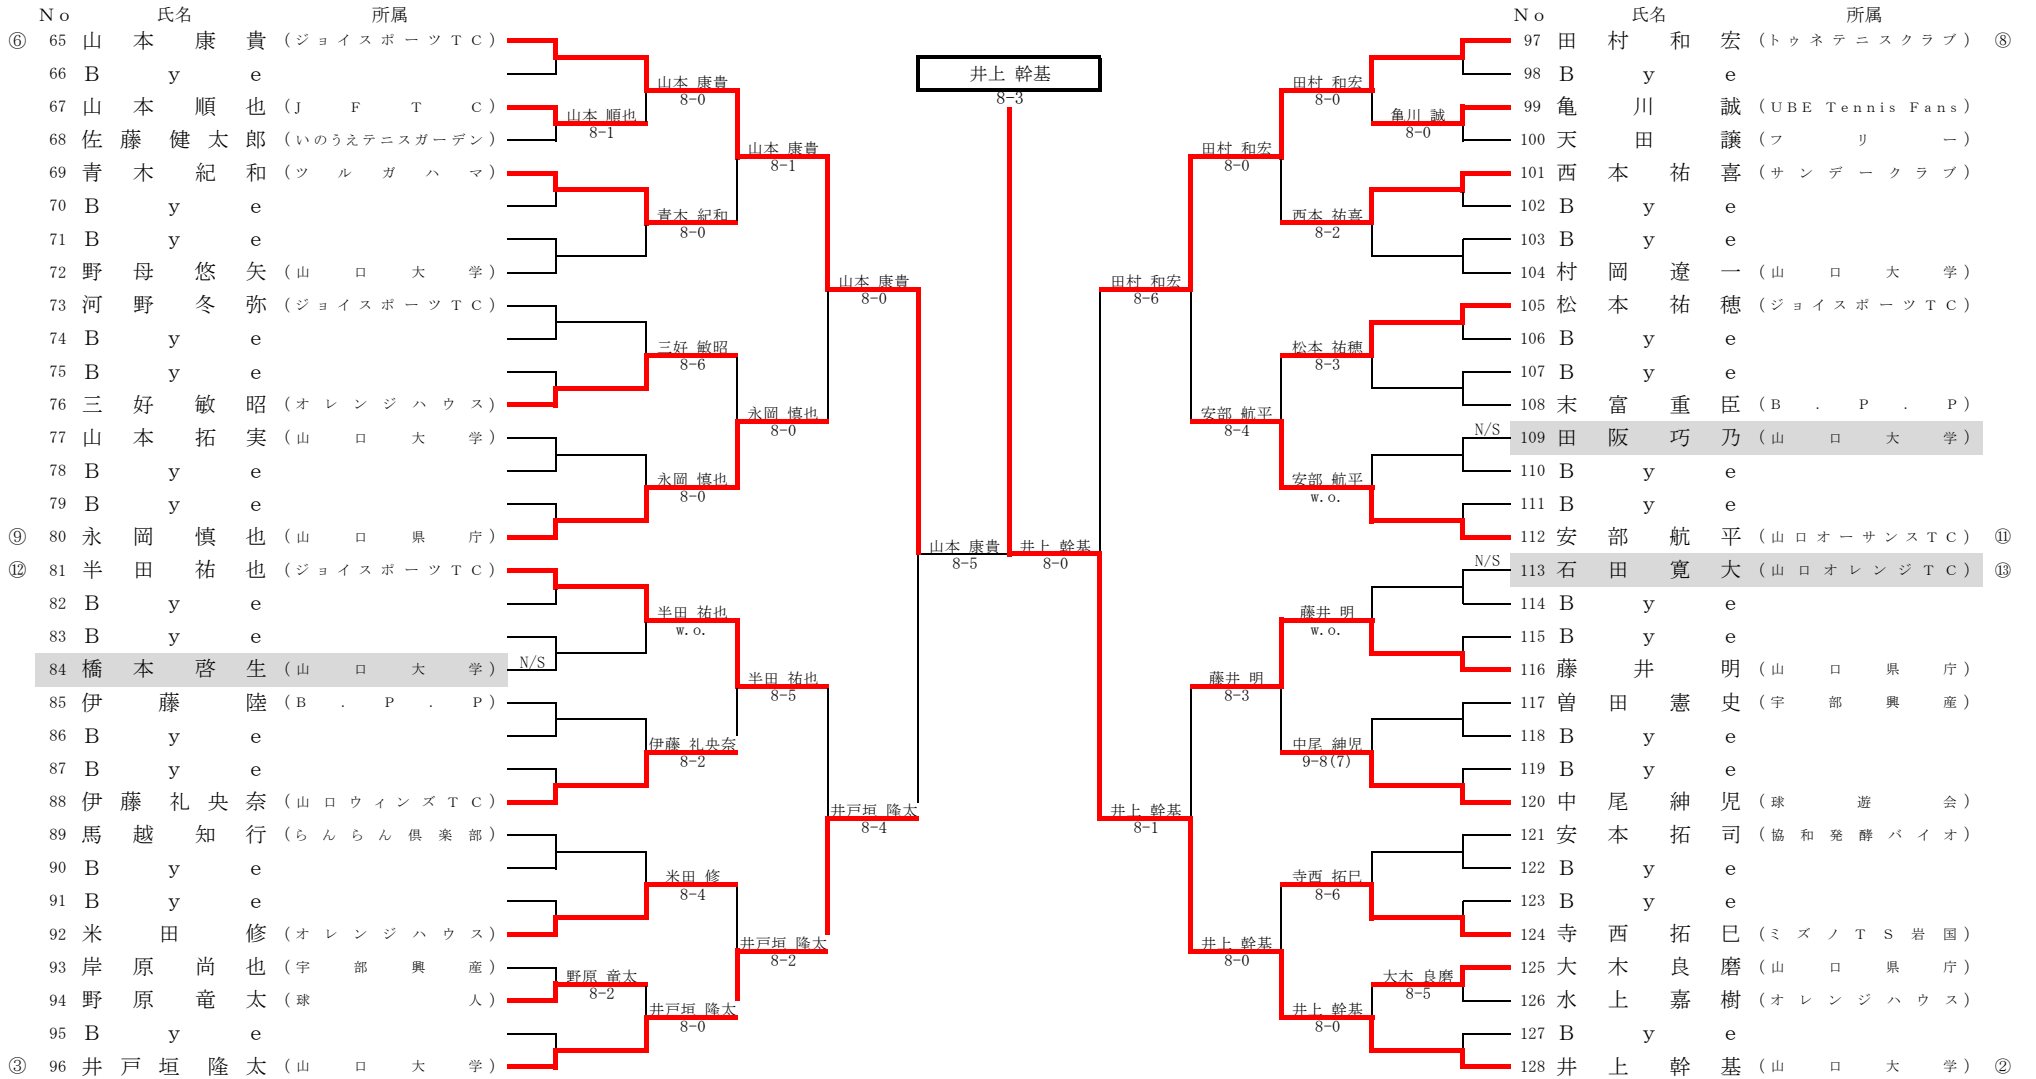 No 氏名 所属
⑥ 65 山本康貴 (ジョイスポーツTC)
66 Bye
67 山本順也 (JFTC)
68 佐藤健太郎 (いのうえテニスガーデン)
69 青木紀和 (ツルガハマ)
70 Bye
71 Bye
72 野母悠矢 (山口大学)
73 河野冬弥 (ジョイスポーツTC)
74 Bye
75 Bye
76 三好敏昭 (オレンジハウス)
77 山本拓実 (山口大学)
78 Bye
79 Bye
⑨ 80 永岡慎也 (山口県庁)
⑫ 81 半田祐也 (ジョイスポーツTC)
82 Bye
83 Bye
84 橋本啓生 (山口大学) N/S
85 伊藤陸 (B.P.P)
86 Bye
87 Bye
88 伊藤礼央奈 (山口ウィンズTC)
89 馬越知行 (らんらん倶楽部)
90 Bye
91 Bye
92 米田修 (オレンジハウス)
93 岸原尚也 (宇部興産)
94 野原竜太 (球人)
95 Bye
③ 96 井戸垣隆太 (山口大学)
山本 順也
8-1
野原 竜太
8-2
山本 康貴
8-0
青木 紀和
8-0
三好 敏昭
8-6
永岡 慎也
8-0
半田 祐也
w.o.
伊藤 礼央奈
8-2
米田 修
8-4
井戸垣 隆太
8-0
山本 康貴
8-1
永岡 慎也
8-0
半田 祐也
8-5
井戸垣 隆太
8-2
山本 康貴
8-0
井戸垣 隆太
8-4
山本 康貴
8-5
井上 幹基
8-3
井上 幹基
8-0
田村 和宏
8-6
井上 幹基
8-1
田村 和宏
8-0
安部 航平
8-4
藤井 明
8-3
井上 幹基
8-0
田村 和宏
8-0
西本 祐喜
8-2
松本 祐穂
8-3
安部 航平
w.o.
藤井 明
w.o.
中尾 紳児
9-8(7)
寺西 拓巳
8-6
井上 幹基
8-0
亀川 誠
8-0
大木 良磨
8-5
No 氏名 所属
97 田村和宏 (トゥネテニスクラブ) ⑧
98 Bye
99 亀川誠 (UBE Tennis Fans)
100 天田譲 (フリー)
101 西本祐喜 (サンデークラブ)
102 Bye
103 Bye
104 村岡遼一 (山口大学)
105 松本祐穂 (ジョイスポーツTC)
106 Bye
107 Bye
108 末富重臣 (B.P.P)
N/S 109 田阪巧乃 (山口大学)
110 Bye
111 Bye
112 安部航平 (山口オーサンスTC) ⑪
N/S 113 石田寛大 (山口オレンジTC) ⑬
114 Bye
115 Bye
116 藤井明 (山口県庁)
117 曽田憲史 (宇部興産)
118 Bye
119 Bye
120 中尾紳児 (球遊会)
121 安本拓司 (協和発酵バイオ)
122 Bye
123 Bye
124 寺西拓巳 (ミズノTS岩国)
125 大木良磨 (山口県庁)
126 水上嘉樹 (オレンジハウス)
127 Bye
128 井上幹基 (山口大学) ②